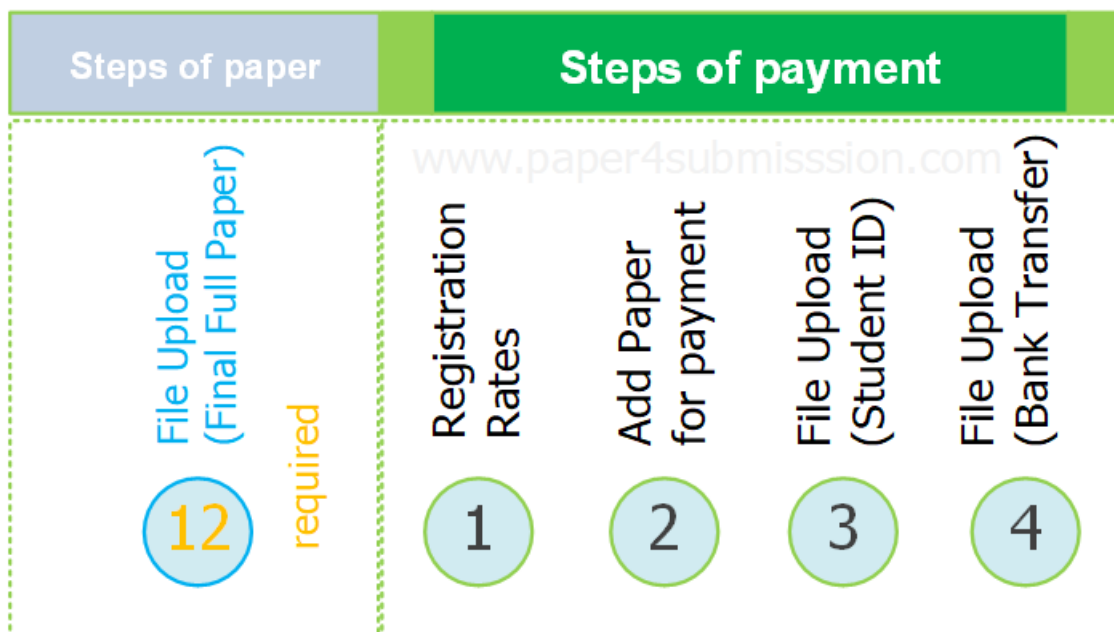 Steps of paper
Steps of payment
www.paper4submisssion.com
File Upload
(Final Full Paper)
required
12
Registration
Rates
1
Add Paper
for payment
2
File Upload
(Student ID)
3
File Upload
(Bank Transfer)
4